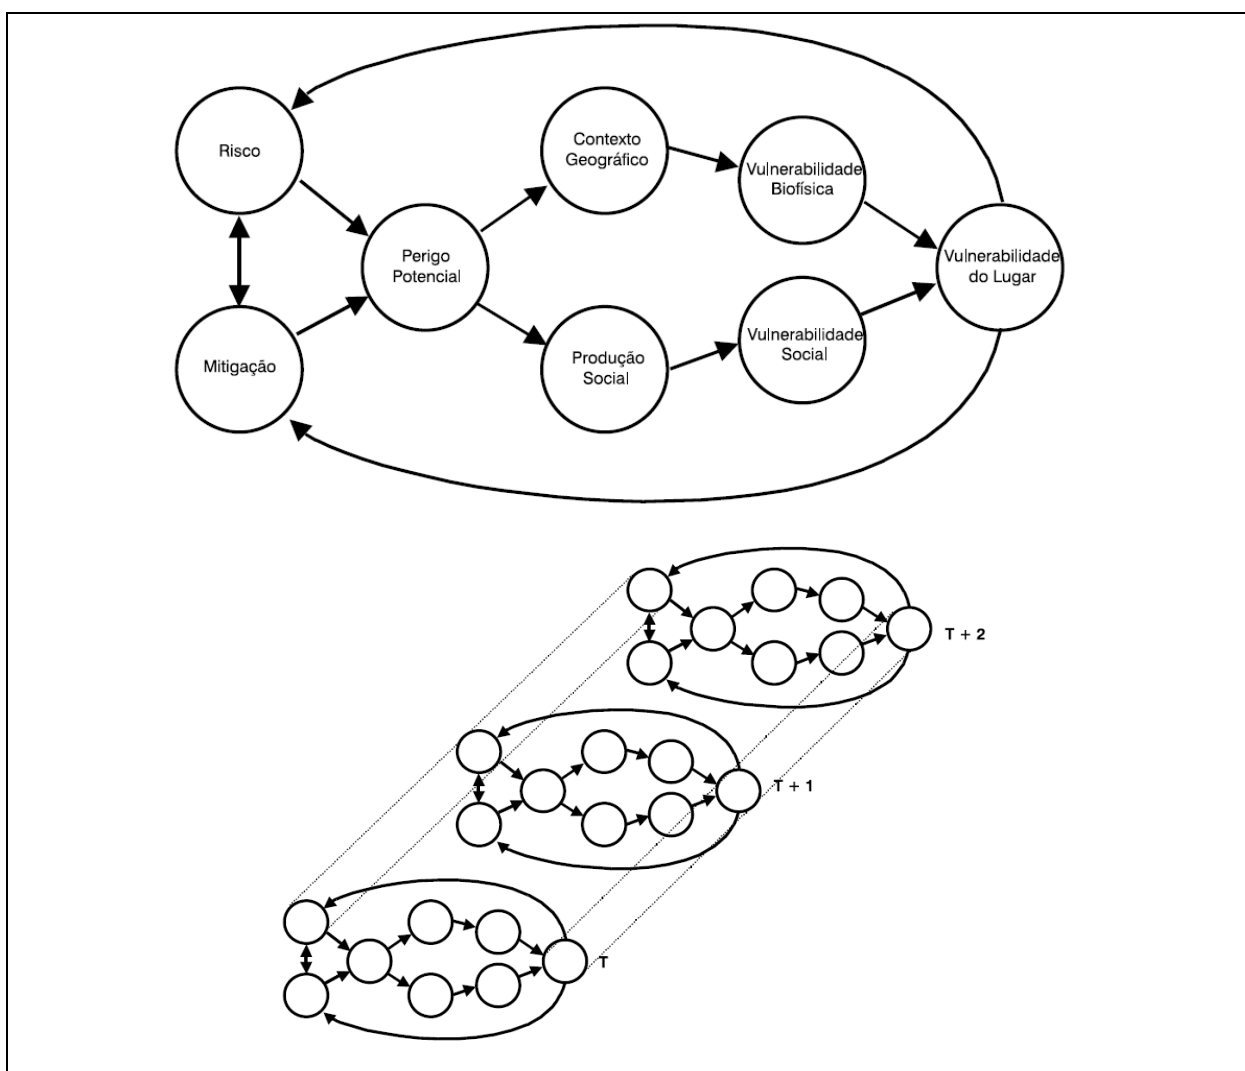 Risco
Contexto
Geográfico
Vulnerabilidade
Biofísica
Perigo
Potencial
Vulnerabilidade
do Lugar
Mitigação
Produção
Social
Vulnerabilidade
Social
T + 2
T + 1
T